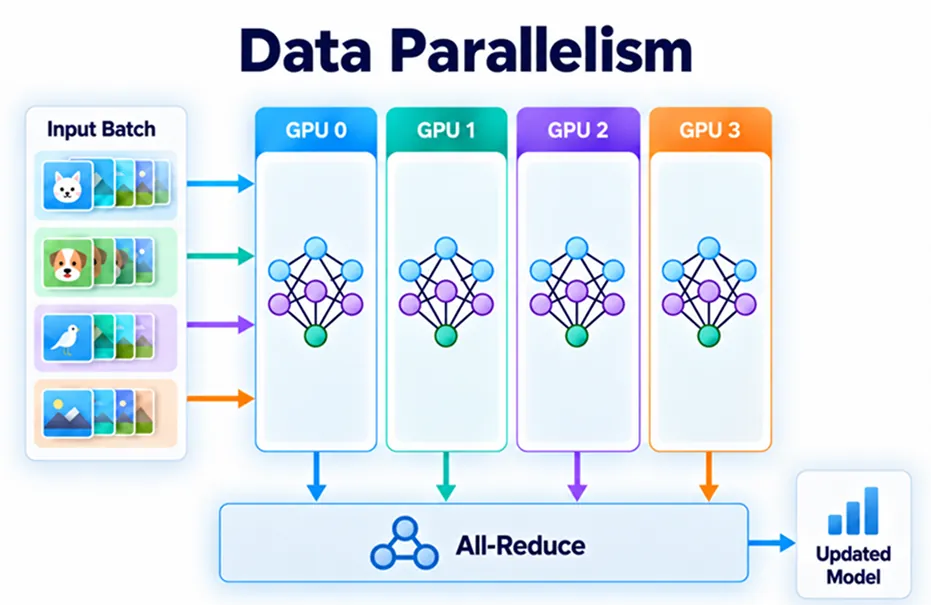 Data Parallelism
Input Batch
GPU 0
GPU 1
GPU 2
GPU 3
All-Reduce
Updated
Model